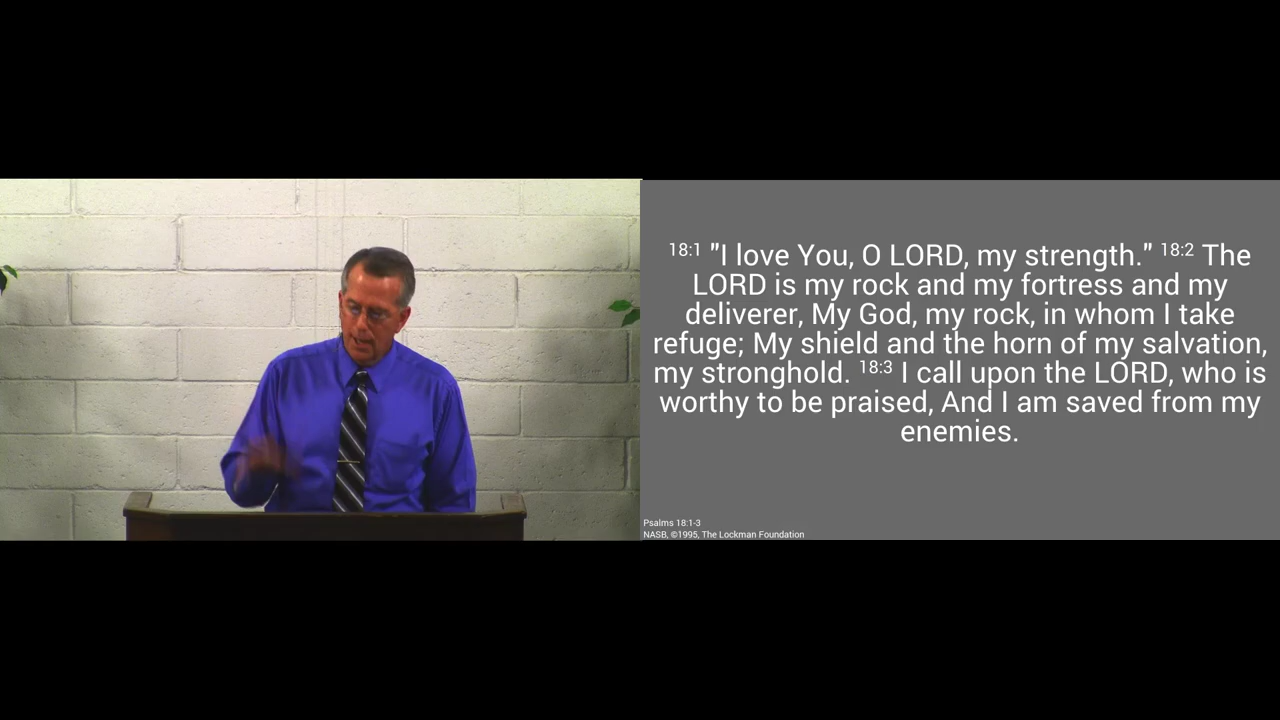 18:1 "I love You, O LORD, my strength." 18:2 The
LORD is my rock and my fortress and my
deliverer, My God, my rock, in whom I take
refuge; My shield and the horn of my salvation,
my stronghold. 18:3 I call upon the LORD, who is
worthy to be praised, And I am saved from my
enemies.
Psalms 18:1-3
NASB, ©1995, The Lockman Foundation